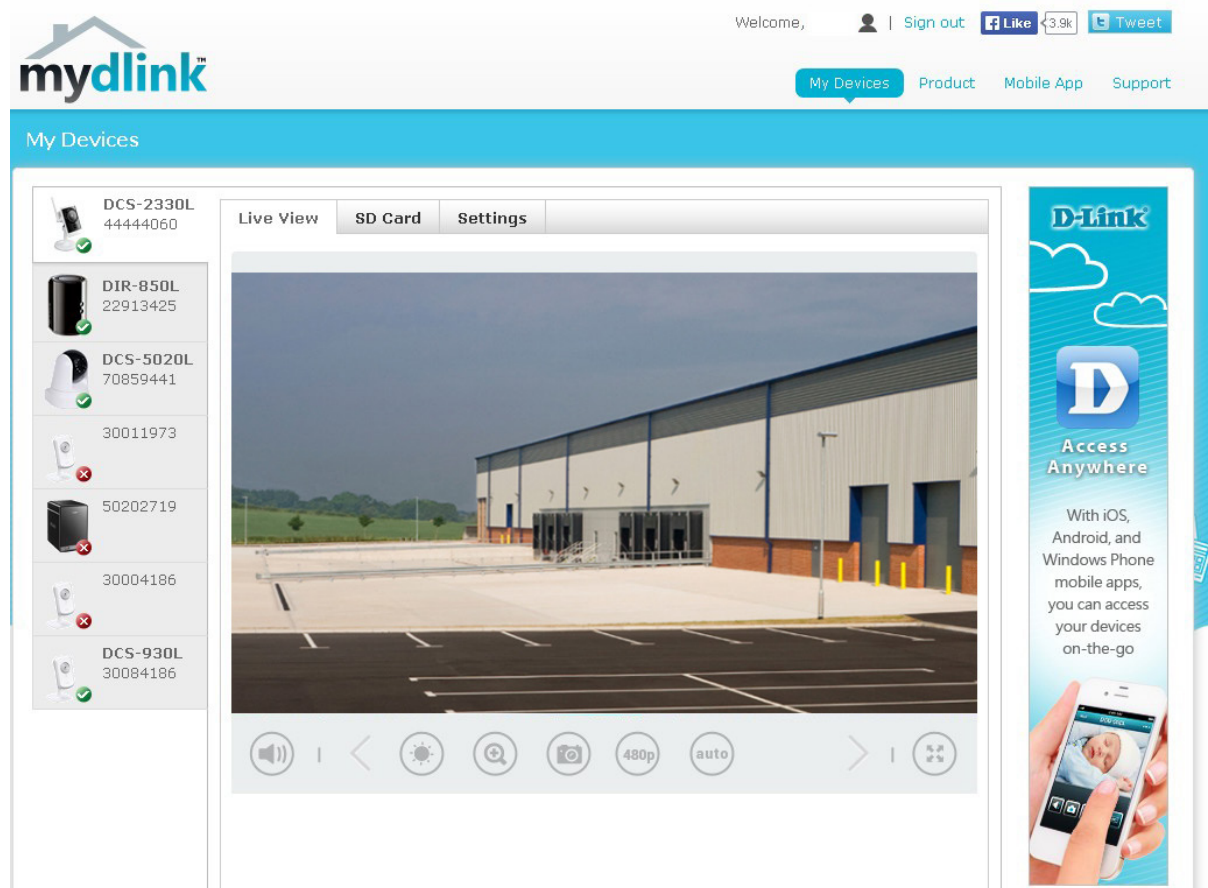 Welcome, | Sign out Like 3.9k Tweet
mydlink™
My Devices Product Mobile App Support
My Devices
DCS-2330L
44444060
DIR-850L
22913425
DCS-5020L
70859441
30011973
50202719
30004186
DCS-930L
30084186
Live View SD Card Settings
480p auto
D-Link
D
Access
Anywhere
With iOS,
Android, and
Windows Phone
mobile apps,
you can access
your devices
on-the-go